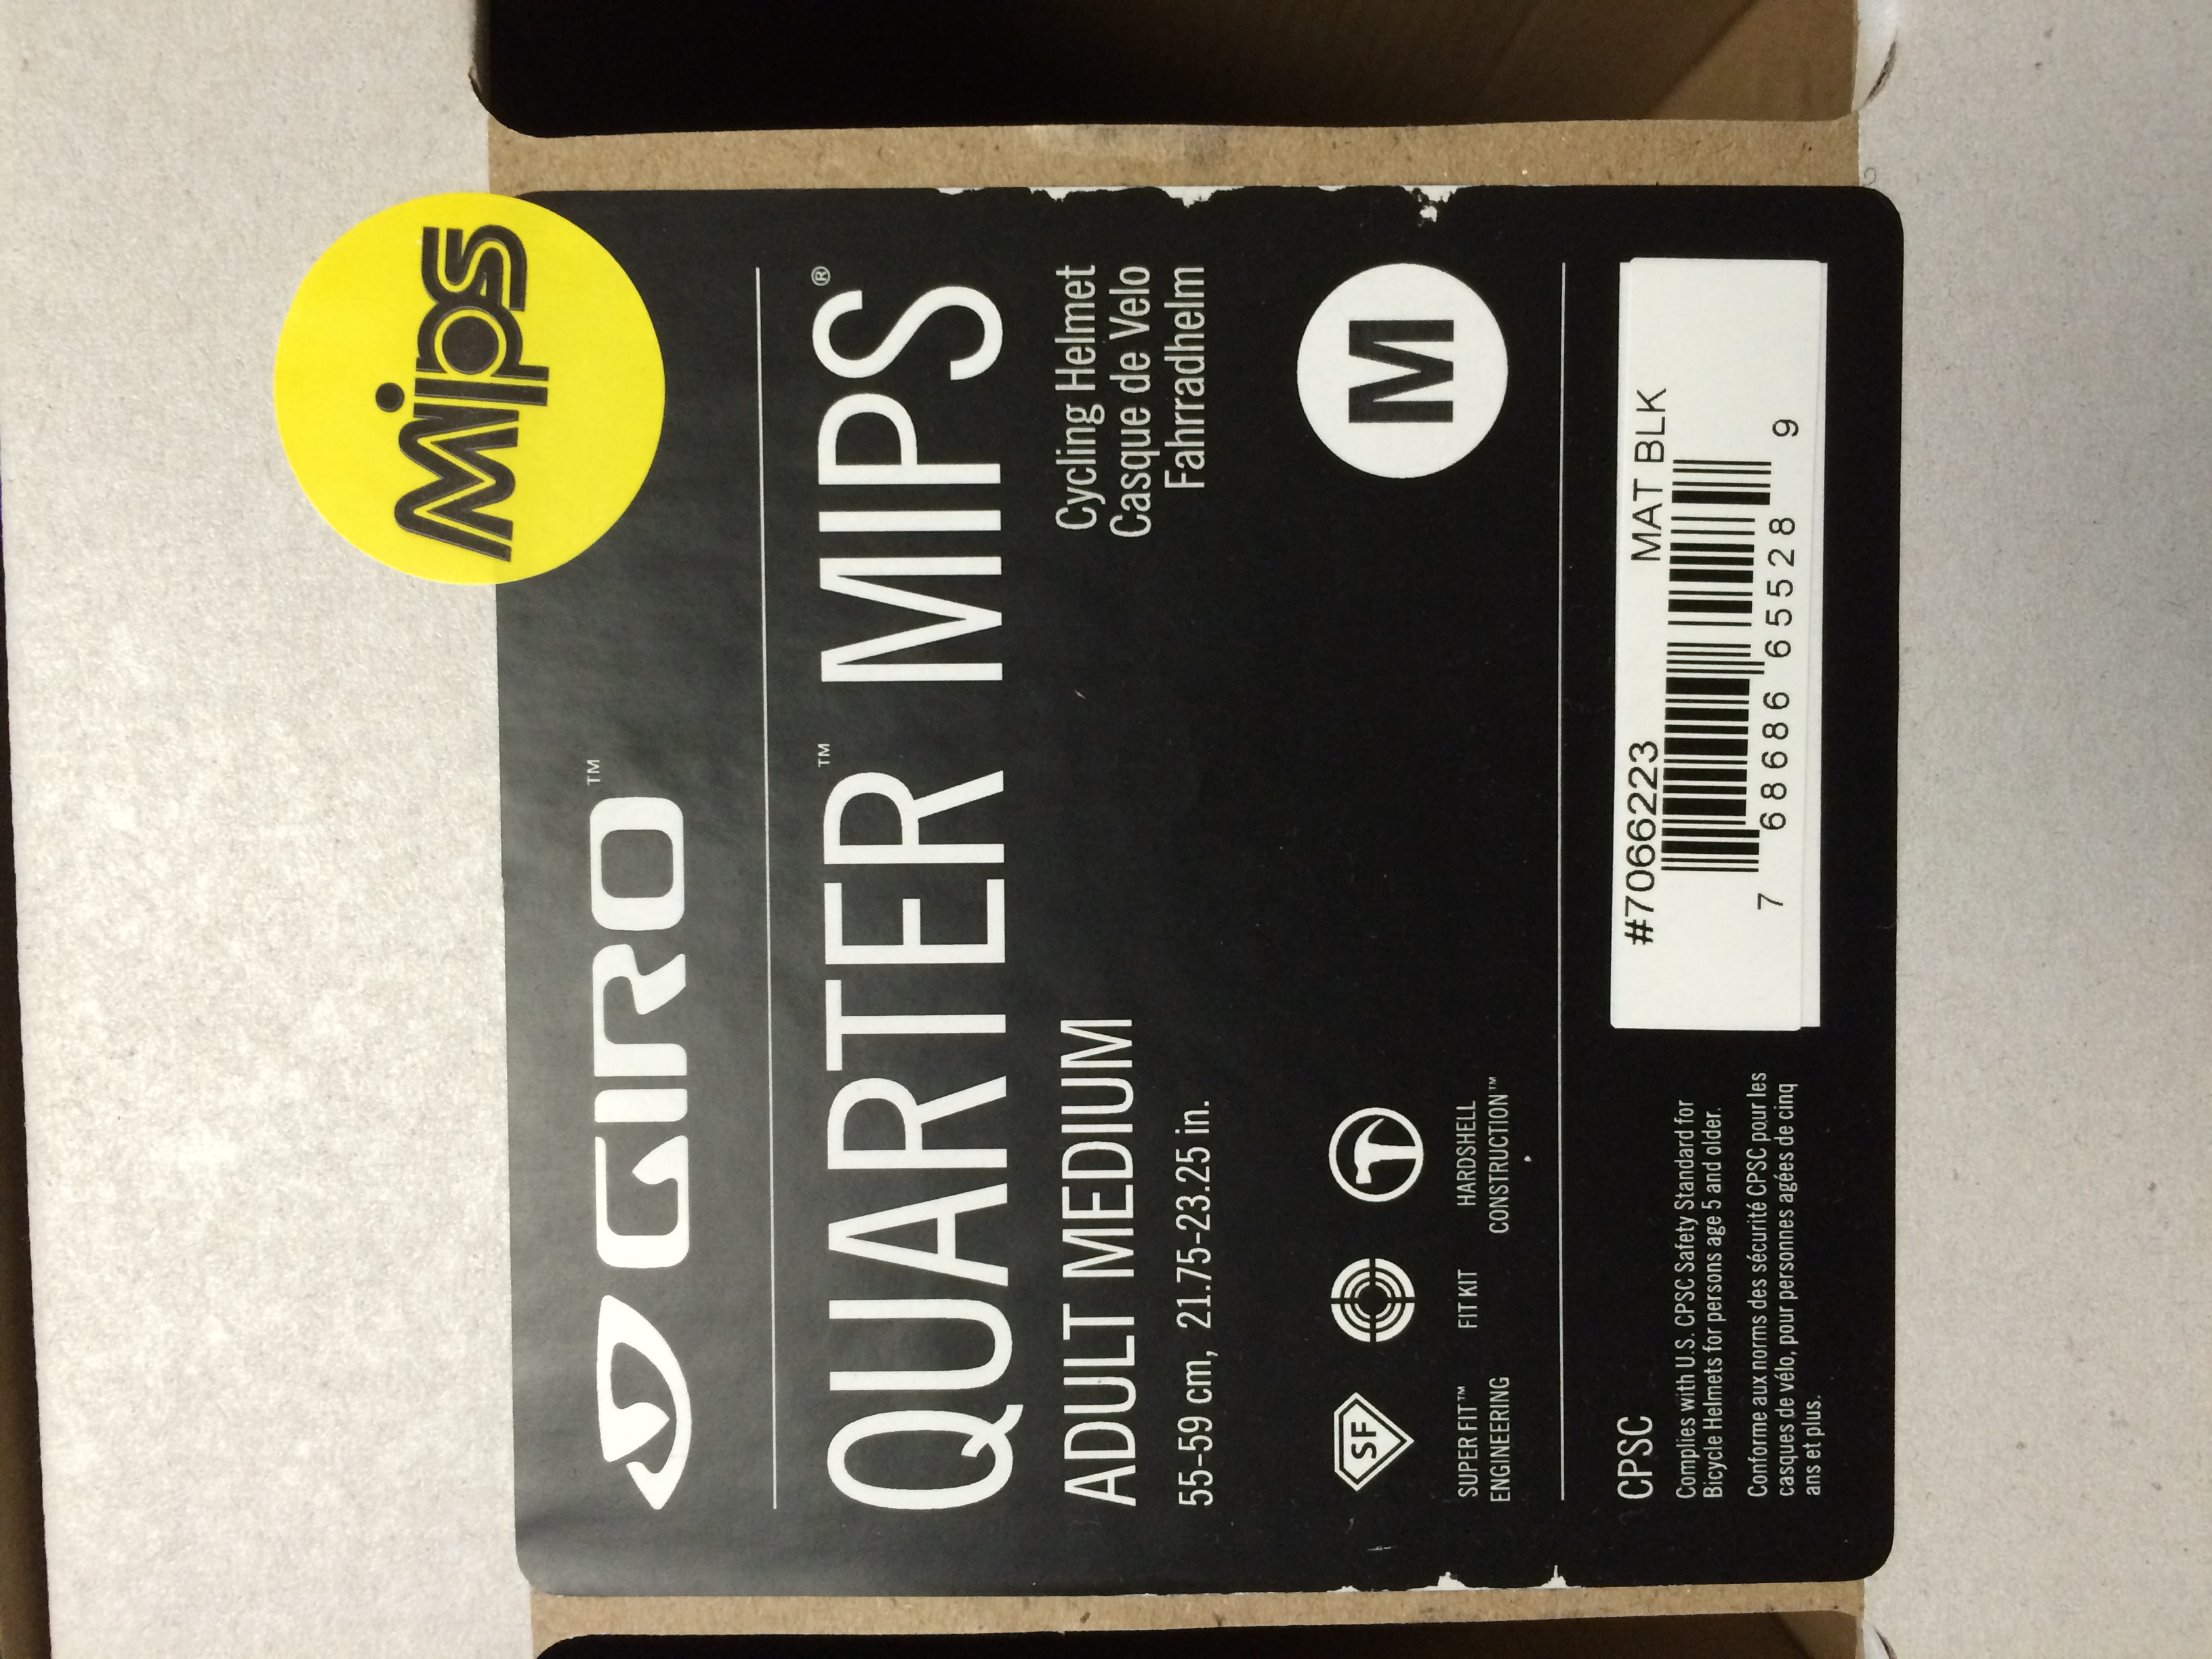 Mips
GIRO™
QUARTER™ MIPS®
ADULT MEDIUM
55-59 cm, 21.75-23.25 in.
Cycling Helmet
Casque de Velo
Fahrradhelm
M
SF
SUPER FIT™
ENGINEERING
FIT KIT
HARDSHELL
CONSTRUCTION™
CPSC
Complies with U.S. CPSC Safety Standard for
Bicycle Helmets for persons age 5 and older.
Conforme aux norms des sécurité CPSC pour les
casques de vélo, pour personnes agées de cinq
ans et plus.
#7066223 MAT BLK
7 68686 65528 9